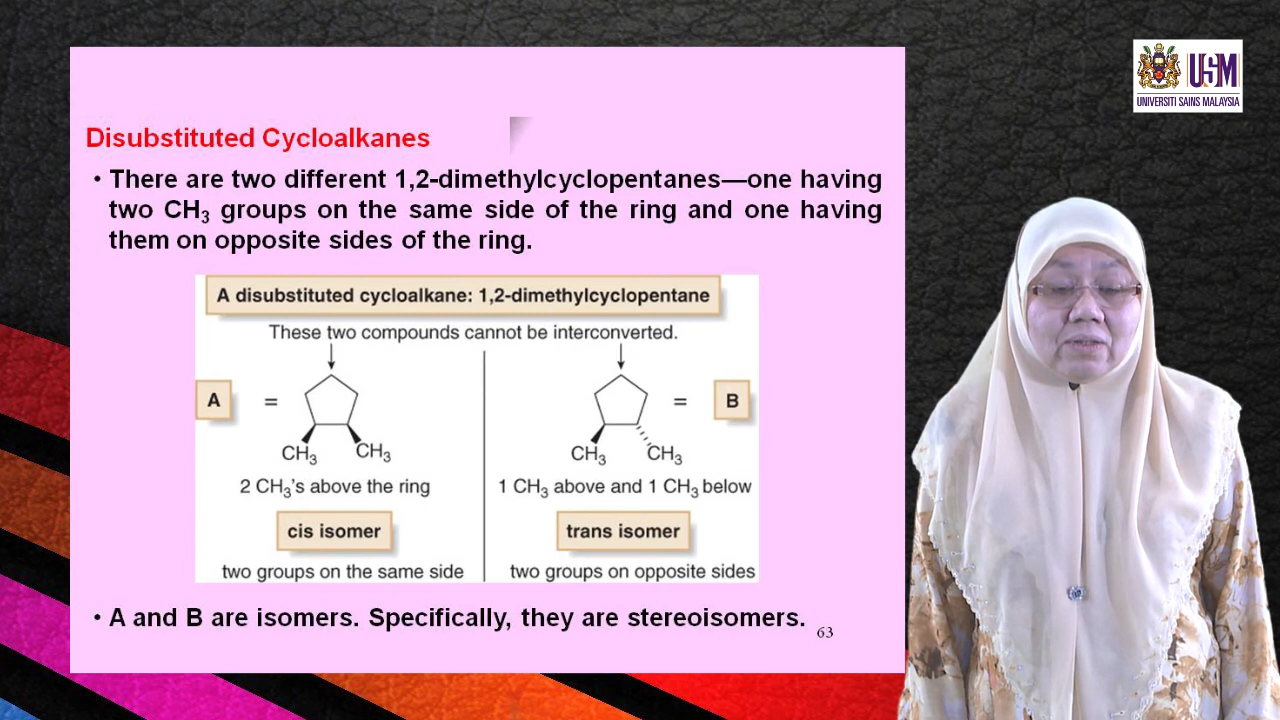 USM
UNIVERSITI SAINS MALAYSIA
Disubstituted Cycloalkanes
• There are two different 1,2-dimethylcyclopentanes—one having
two CH₃ groups on the same side of the ring and one having
them on opposite sides of the ring.
A disubstituted cycloalkane: 1,2-dimethylcyclopentane
These two compounds cannot be interconverted.
A = = B
CH₃ CH₃ CH₃ CH₃
2 CH₃'s above the ring 1 CH₃ above and 1 CH₃ below
cis isomer trans isomer
two groups on the same side two groups on opposite sides
• A and B are isomers. Specifically, they are stereoisomers.
63